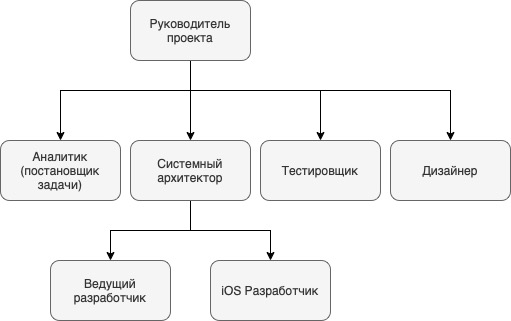 Руководитель
проекта
Аналитик
(постановщик
задачи)
Системный
архитектор
Тестировщик
Дизайнер
Ведущий
разработчик
iOS Разработчик